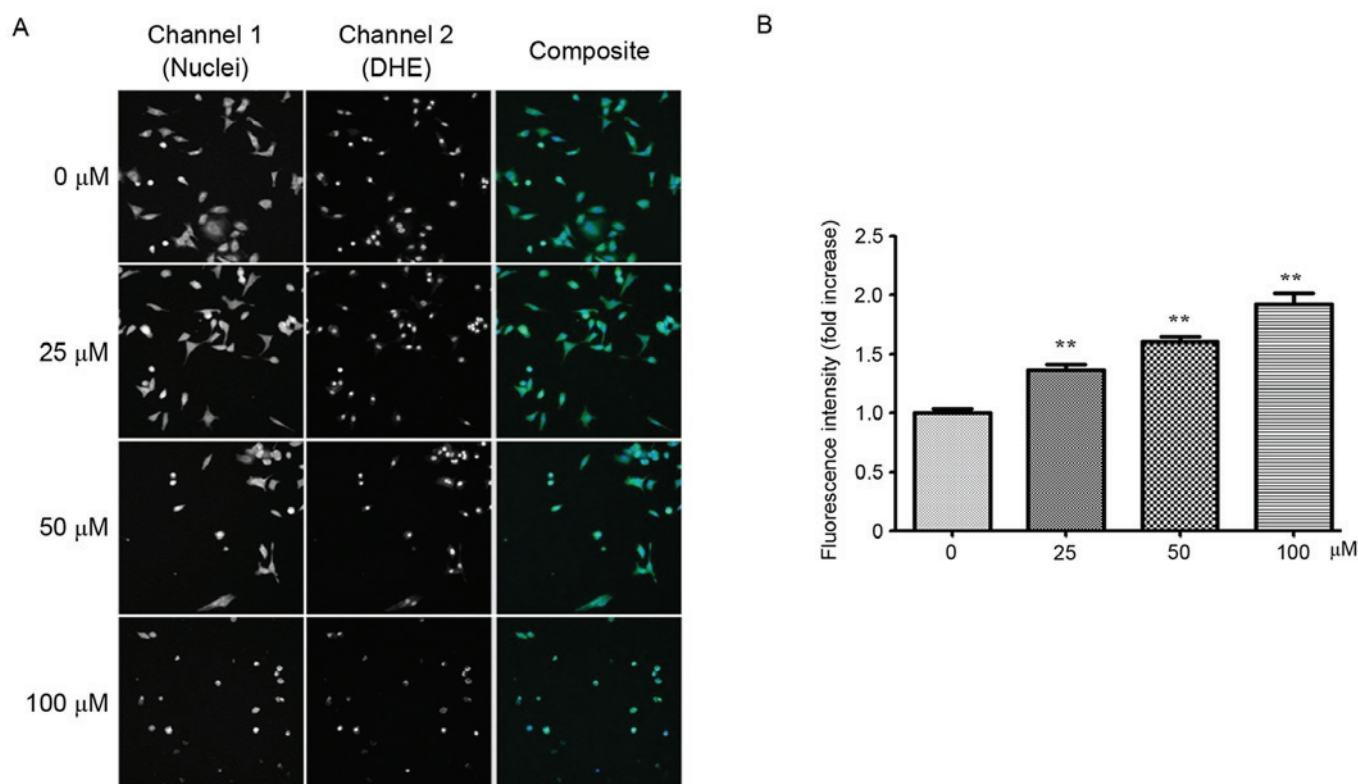 A
Channel 1
(Nuclei)
Channel 2
(DHE)
Composite
0 μM
25 μM
50 μM
100 μM
B
Fluorescence intensity (fold increase)
2.5
2.0
1.5
1.0
0.5
0
**
**
**
0 25 50 100 μM